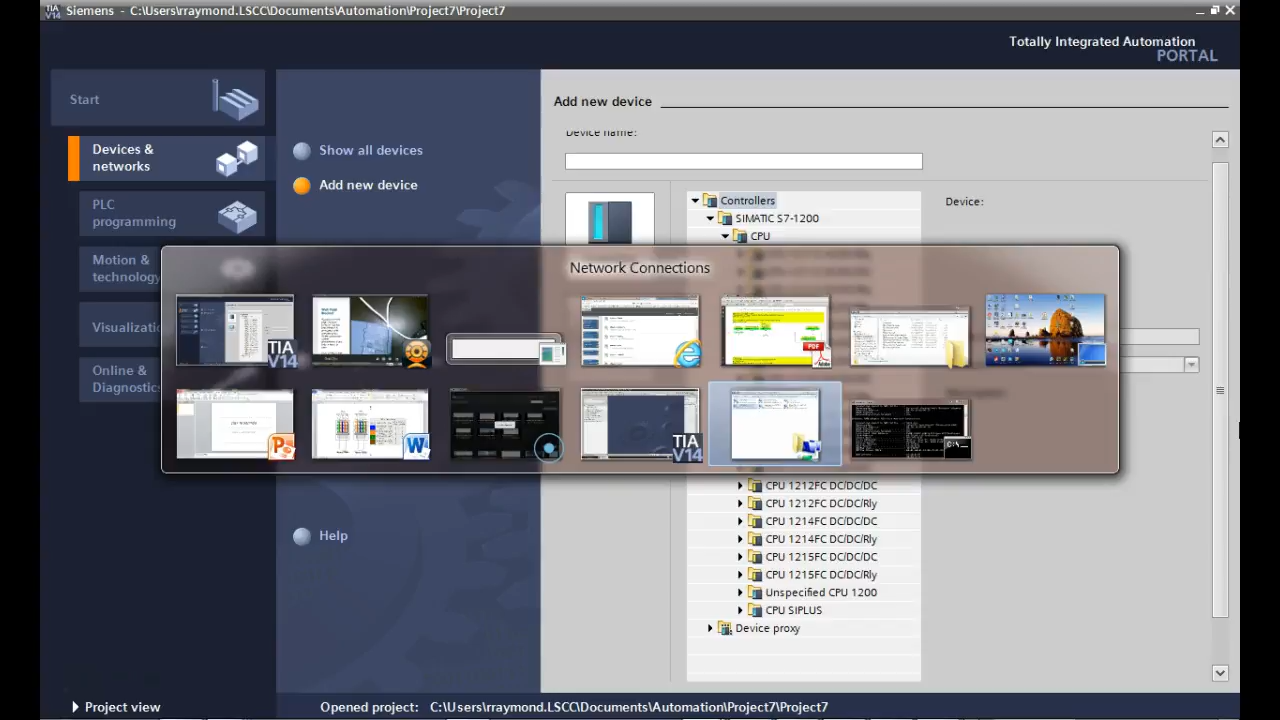 TIA V14 Siemens - C:\Users\rraymond.LSCC\Documents\Automation\Project7\Project7
Totally Integrated Automation
PORTAL
Start
Devices &
networks
PLC
programming
Motion &
technology
Visualizati
Online &
Diagnostics
Show all devices
Add new device
Help
Add new device
Device name:
Controllers
SIMATIC S7-1200
CPU
Device:
Network Connections
TIA
V14
PDF
TIA
V14
C:\
CPU 1212FC DC/DC/DC
CPU 1212FC DC/DC/Rly
CPU 1214FC DC/DC/DC
CPU 1214FC DC/DC/Rly
CPU 1215FC DC/DC/DC
CPU 1215FC DC/DC/Rly
Unspecified CPU 1200
CPU SIPLUS
Device proxy
Project view
Opened project: C:\Users\rraymond.LSCC\Documents\Automation\Project7\Project7